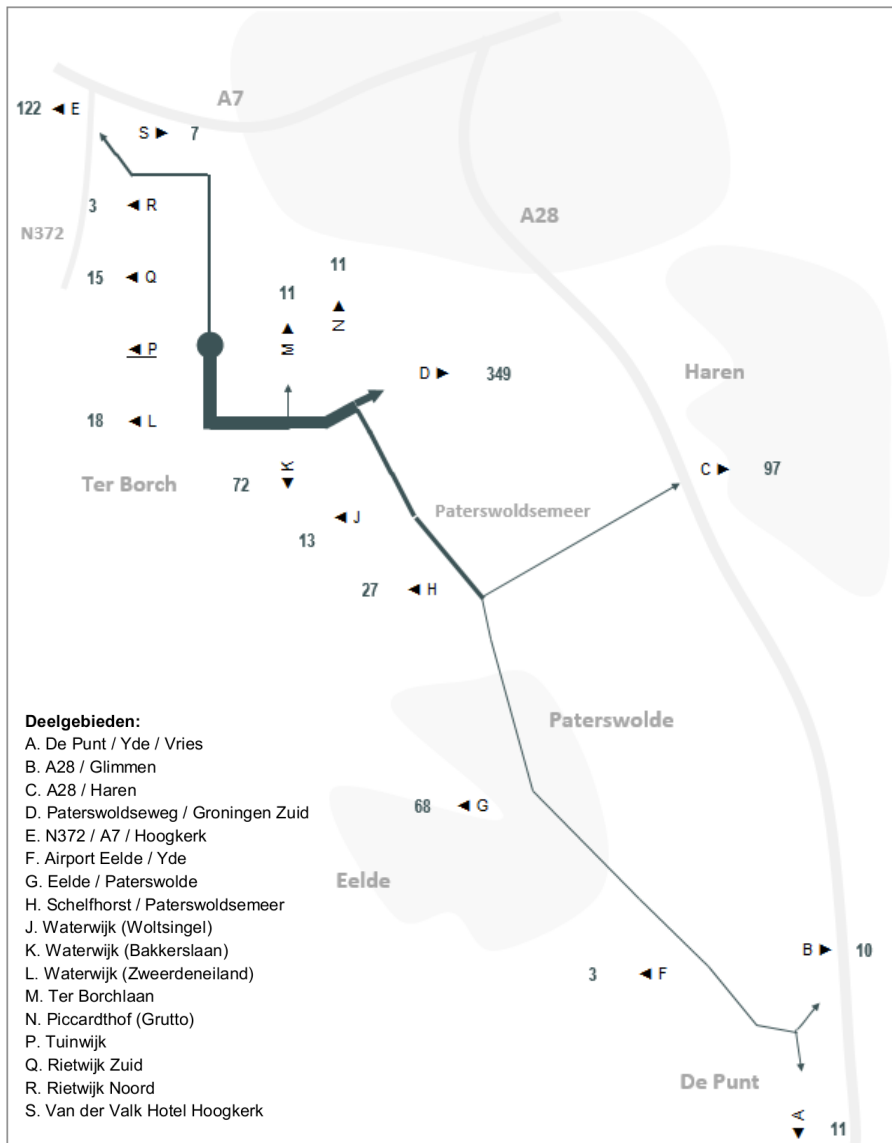 A7
122 ◄ E
S ► 7
3 ◄ R
A28
N372
11
15 ◄ Q
11
N ►
M ►
◄ P
D ► 349
Haren
18 ◄ L
C ► 97
Ter Borch
72
◄ K
Paterswoldsemeer
◄ J
13
27 ◄ H
Paterswolde
Deelgebieden:
A. De Punt / Yde / Vries
B. A28 / Glimmen
C. A28 / Haren
D. Paterswoldseweg / Groningen Zuid
E. N372 / A7 / Hoogkerk
F. Airport Eelde / Yde
G. Eelde / Paterswolde
H. Schelfhorst / Paterswoldsemeer
J. Waterwijk (Woltsingel)
K. Waterwijk (Bakkerslaan)
L. Waterwijk (Zweerdeneiland)
M. Ter Borchlaan
N. Piccardthof (Grutto)
P. Tuinwijk
Q. Rietwijk Zuid
R. Rietwijk Noord
S. Van der Valk Hotel Hoogkerk
68 ◄ G
Eelde
B ► 10
3 ◄ F
De Punt
◄ A
11